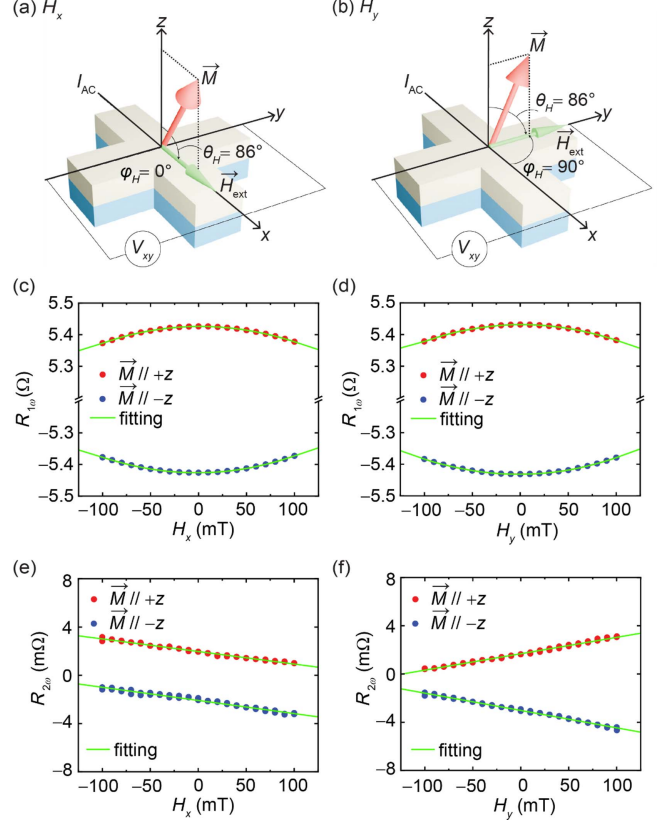 (a) Hx
(b) Hy
z
z
M
M
IAC
IAC
y
y
θH = 86°
θH = 86°
φH = 0°
Hext
Hext
φH = 90°
x
x
Vxy
Vxy
(c)
(d)
5.5
5.4
5.3
−5.3
−5.4
−5.5
R1ω (Ω)
M // +z
M // −z
fitting
−100 −50 0 50 100
Hx (mT)
5.5
5.4
5.3
−5.3
−5.4
−5.5
R1ω (Ω)
M // +z
M // −z
fitting
−100 −50 0 50 100
Hy (mT)
(e)
(f)
8
4
0
−4
−8
R2ω (mΩ)
M // +z
M // −z
fitting
−100 −50 0 50 100
Hx (mT)
8
4
0
−4
−8
R2ω (mΩ)
M // +z
M // −z
fitting
−100 −50 0 50 100
Hy (mT)